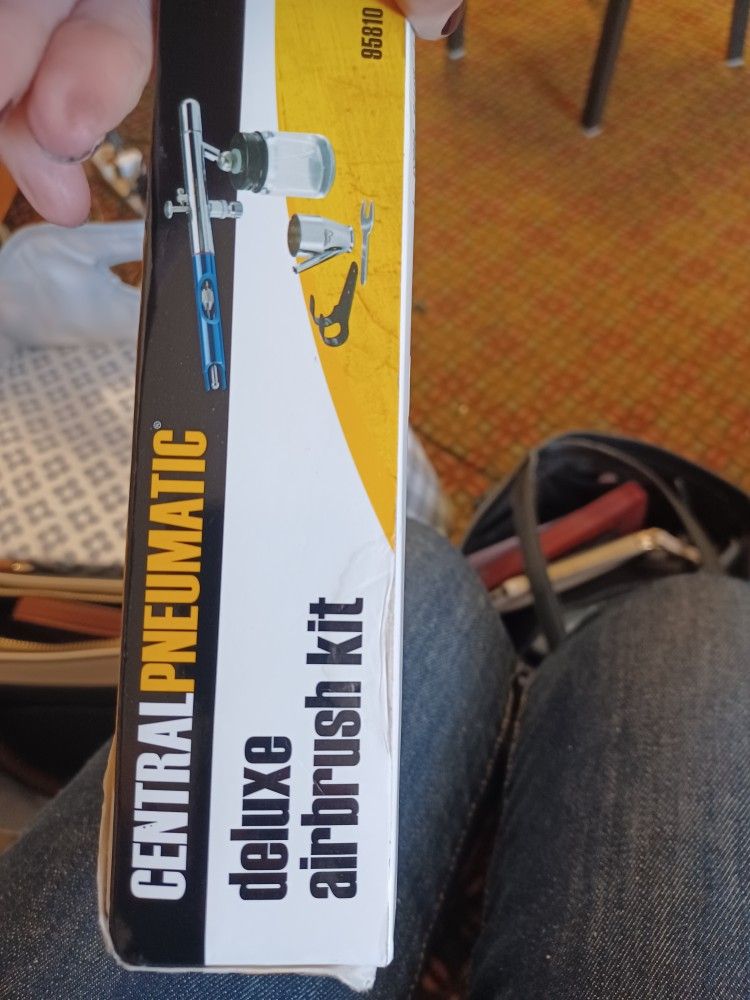 CENTRALPNEUMATIC®
deluxe
airbrush kit
95810